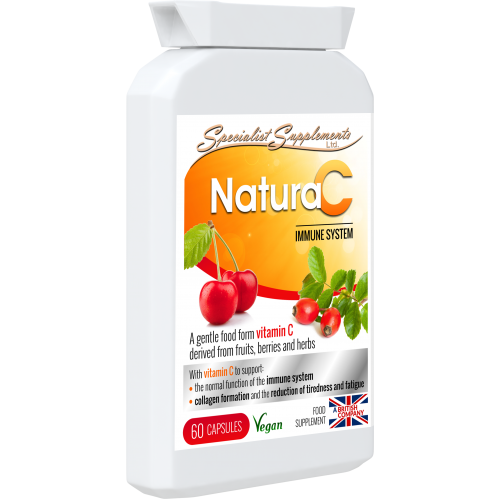 Specialist Supplements
Ltd.
NaturaC
IMMUNE SYSTEM
A gentle food form vitamin C
derived from fruits, berries and herbs
With vitamin C to support:
• the normal function of the immune system
• collagen formation and the reduction of tiredness and fatigue
60 CAPSULES
Vegan
FOOD
SUPPLEMENT
A
BRITISH
COMPANY